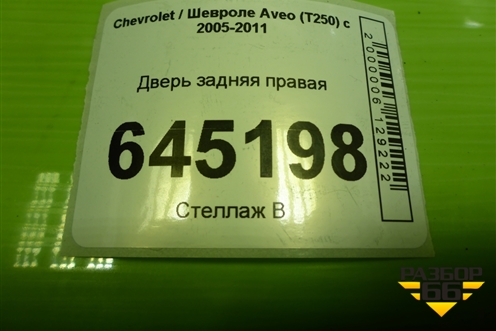 Chevrolet / Шевроле Aveo (T250) с
2005-2011
Дверь задняя правая
645198
Стеллаж В
2000006129222
РАЗБОР
66